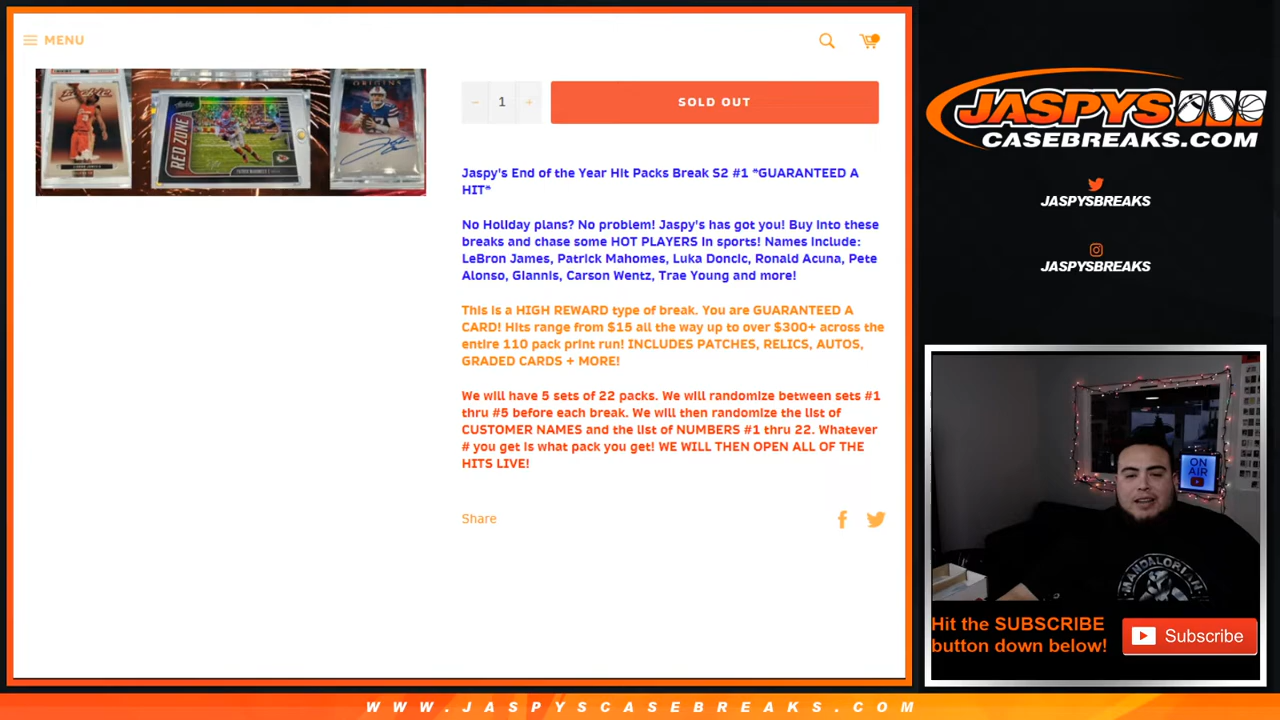 MENU
1
SOLD OUT
ORIGINS
RED ZONE
PATRICK MAHOMES
Jaspy's End of the Year Hit Packs Break S2 #1 *GUARANTEED A
HIT*
No Holiday plans? No problem! Jaspy's has got you! Buy into these
breaks and chase some HOT PLAYERS in sports! Names include:
LeBron James, Patrick Mahomes, Luka Doncic, Ronald Acuna, Pete
Alonso, Giannis, Carson Wentz, Trae Young and more!
This is a HIGH REWARD type of break. You are GUARANTEED A
CARD! Hits range from $15 all the way up to over $300+ across the
entire 110 pack print run! INCLUDES PATCHES, RELICS, AUTOS,
GRADED CARDS + MORE!
We will have 5 sets of 22 packs. We will randomize between sets #1
thru #5 before each break. We will then randomize the list of
CUSTOMER NAMES and the list of NUMBERS #1 thru 22. Whatever
# you get is what pack you get! WE WILL THEN OPEN ALL OF THE
HITS LIVE!
Share
JASPYS
CASEBREAKS.COM
JASPYSBREAKS
JASPYSBREAKS
ON
AIR
MANDALORIAN
Hit the SUBSCRIBE
button down below!
Subscribe
WWW.JASPYSCASEBREAKS.COM